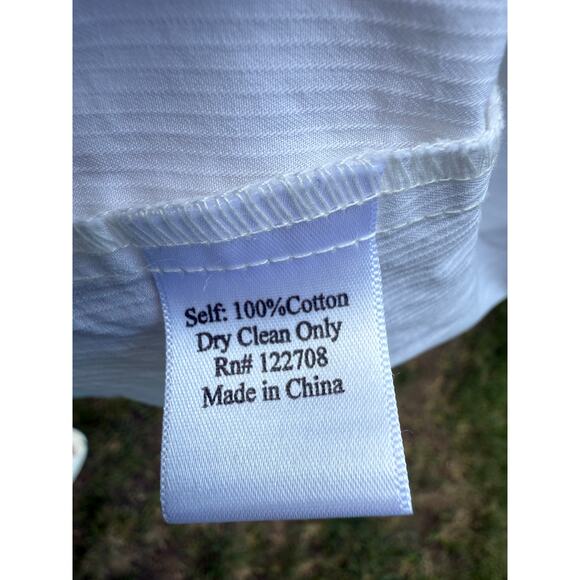 Self: 100%Cotton
Dry Clean Only
Rn# 122708
Made in China